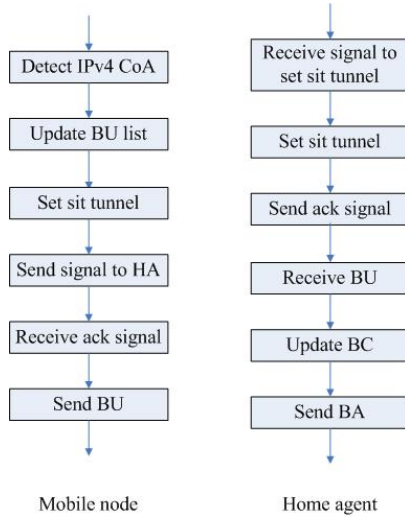 Detect IPv4 CoA
Update BU list
Set sit tunnel
Send signal to HA
Receive ack signal
Send BU
Mobile node
Receive signal to
set sit tunnel
Set sit tunnel
Send ack signal
Receive BU
Update BC
Send BA
Home agent